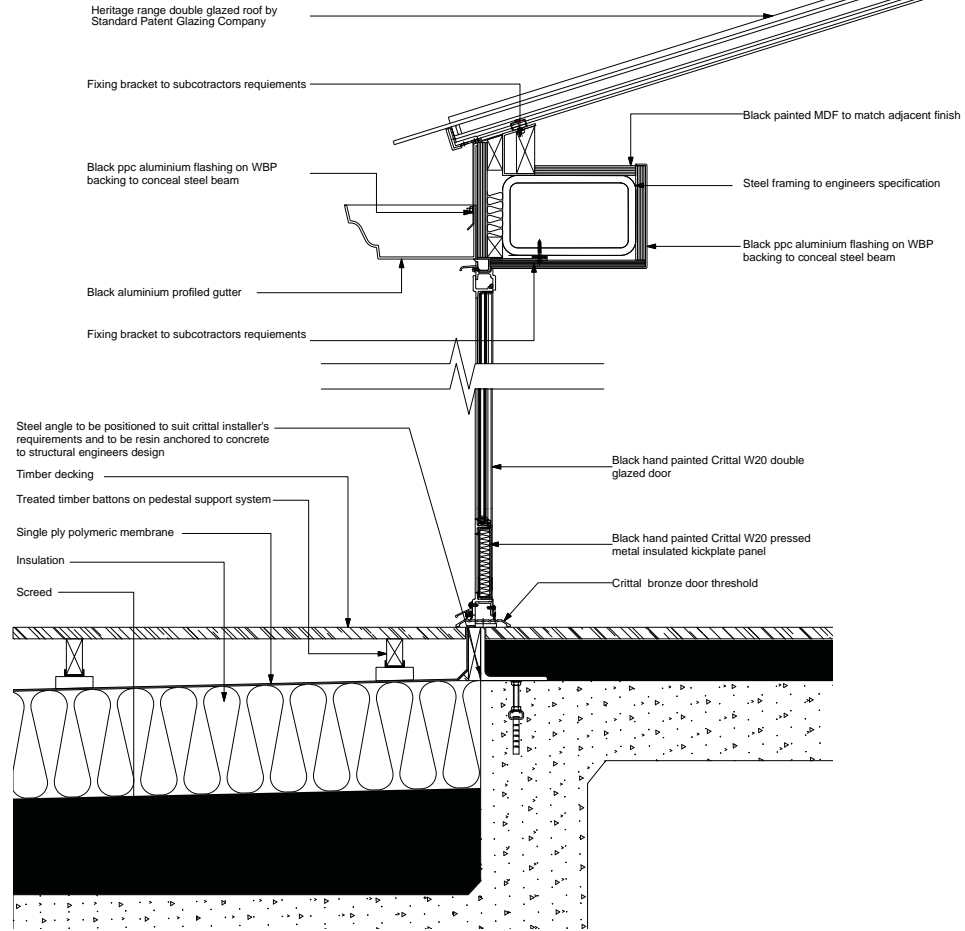 Heritage range double glazed roof by
Standard Patent Glazing Company
Fixing bracket to subcotractors requiements
Black ppc aluminium flashing on WBP
backing to conceal steel beam
Black aluminium profiled gutter
Fixing bracket to subcotractors requiements
Black painted MDF to match adjacent finish
Steel framing to engineers specification
Black ppc aluminium flashing on WBP
backing to conceal steel beam
Steel angle to be positioned to suit crittal installer's
requirements and to be resin anchored to concrete
to structural engineers design
Timber decking
Treated timber battons on pedestal support system
Single ply polymeric membrane
Insulation
Screed
Black hand painted Crittal W20 double
glazed door
Black hand painted Crittal W20 pressed
metal insulated kickplate panel
Crittal bronze door threshold